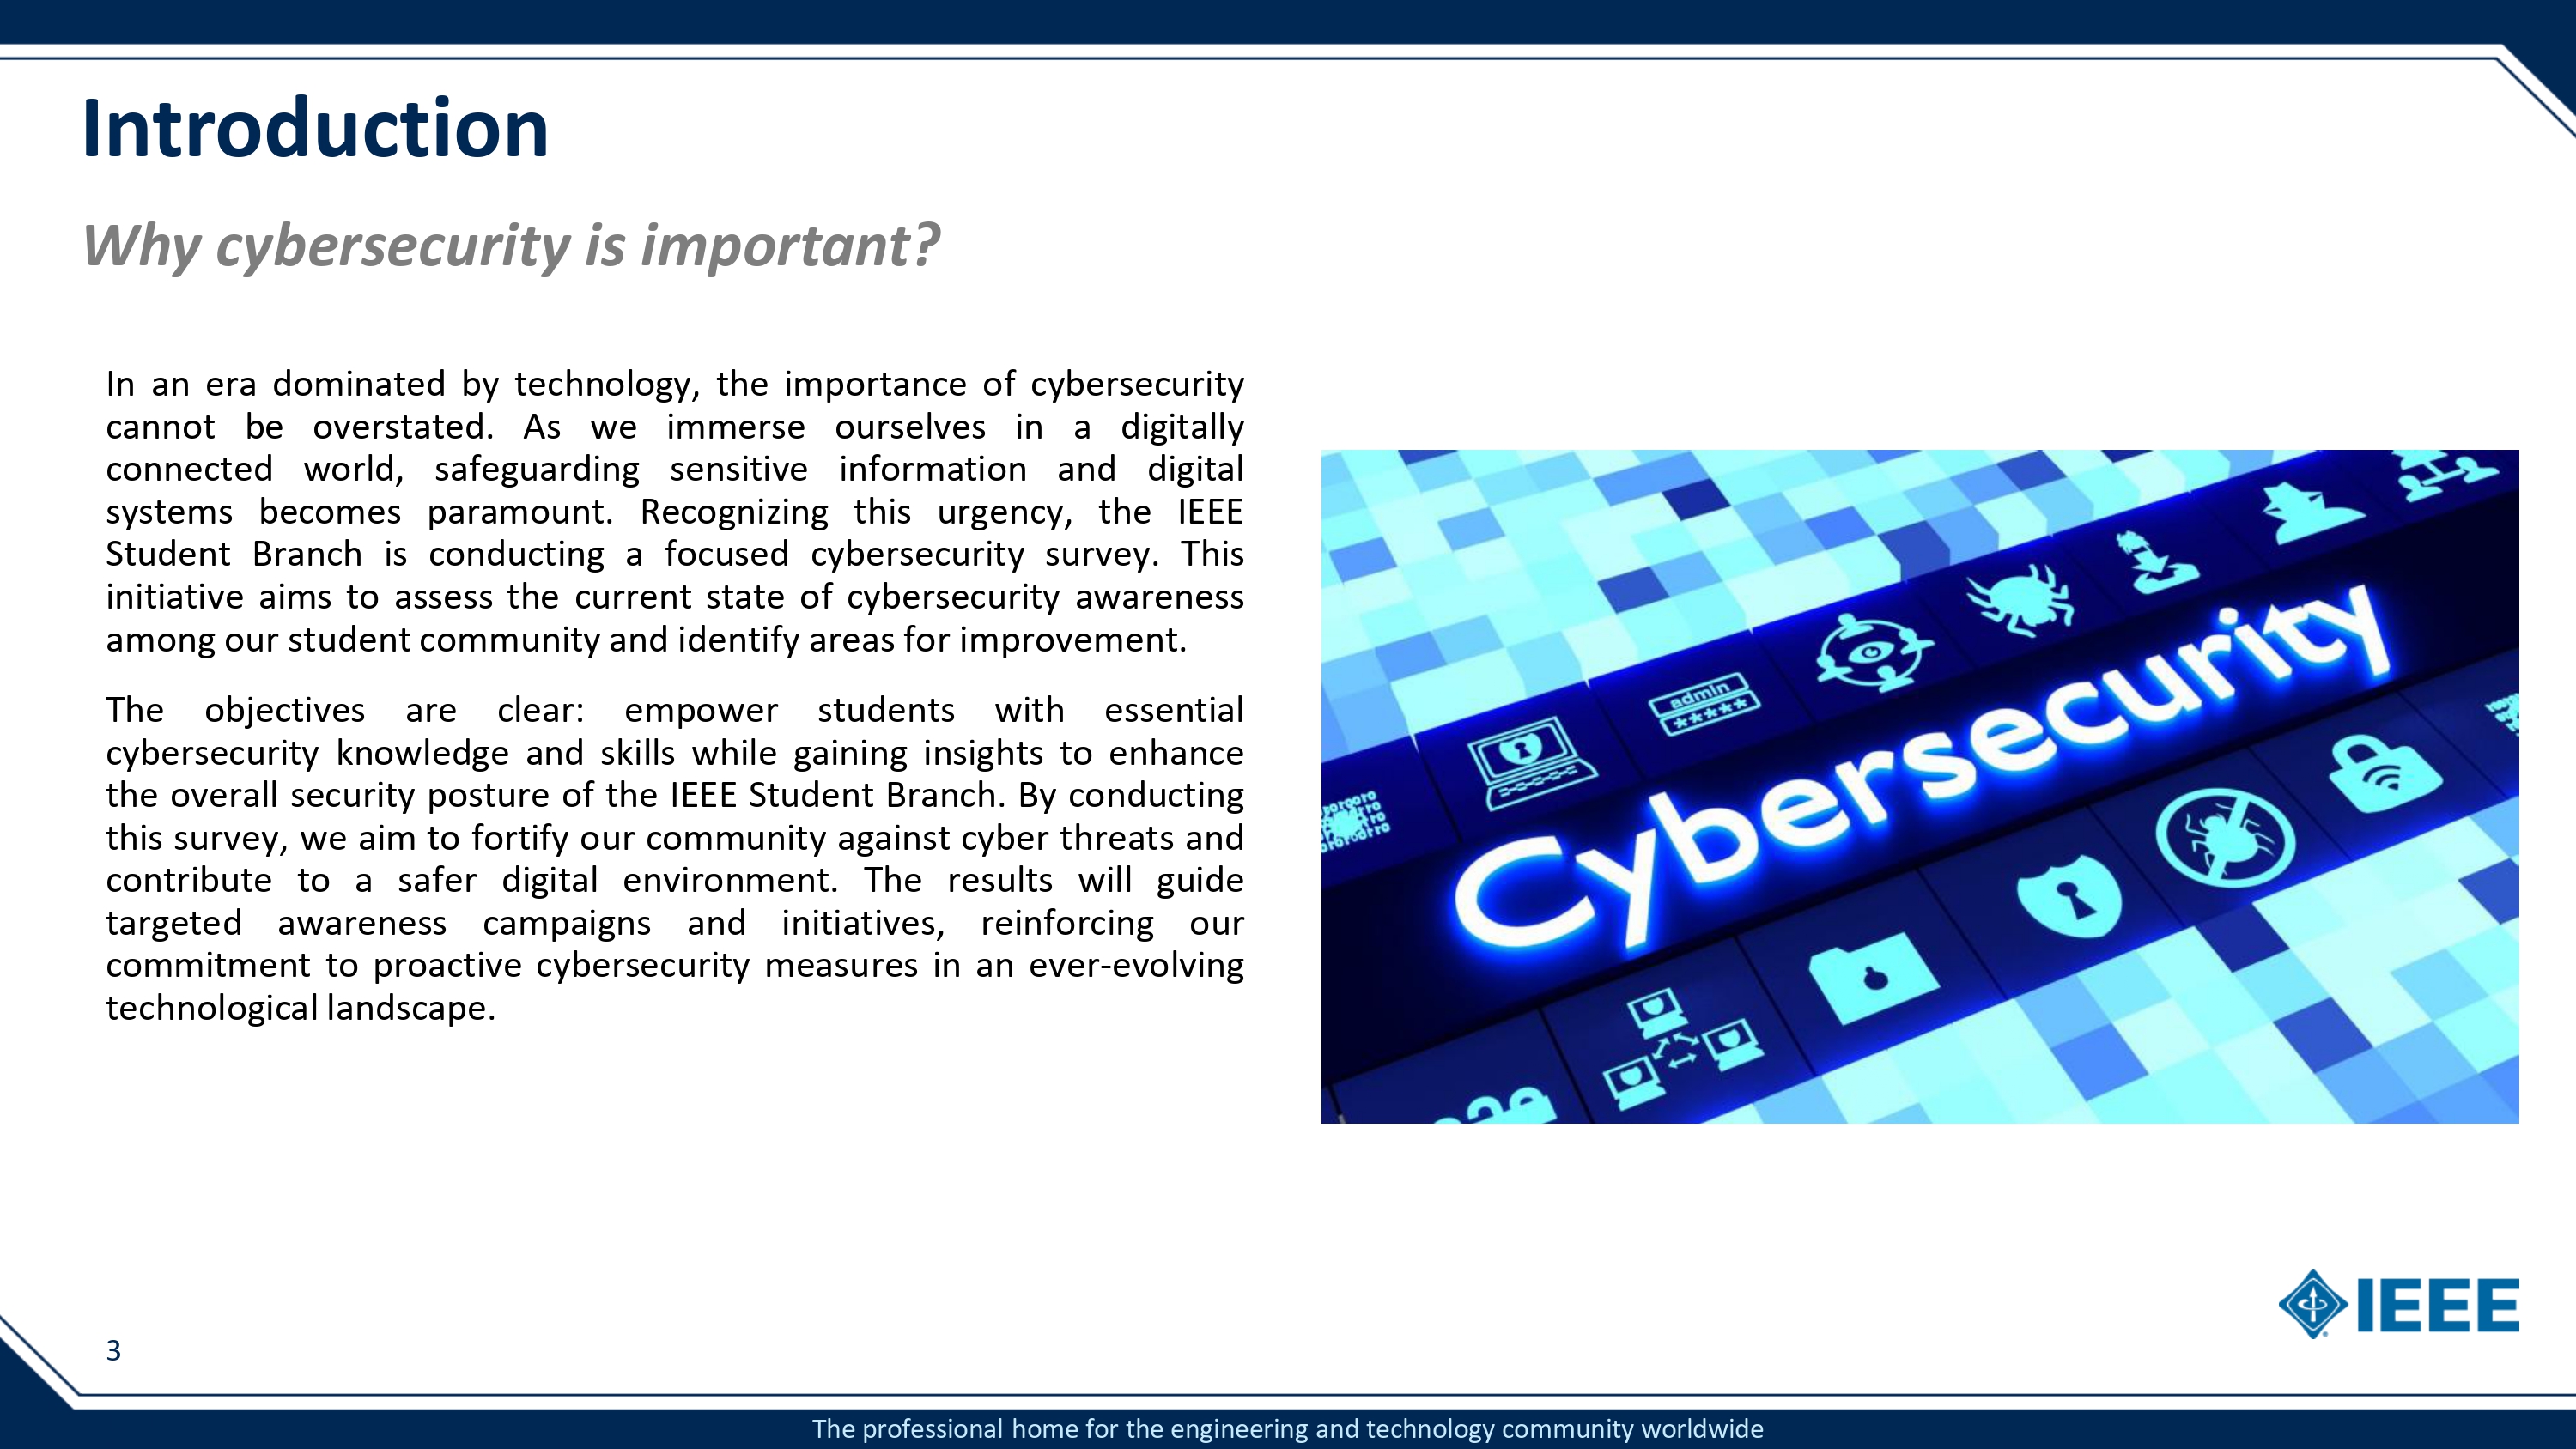 Introduction
Why cybersecurity is important?
In an era dominated by technology, the importance of cybersecurity
cannot be overstated. As we immerse ourselves in a digitally
connected world, safeguarding sensitive information and digital
systems becomes paramount. Recognizing this urgency, the IEEE
Student Branch is conducting a focused cybersecurity survey. This
initiative aims to assess the current state of cybersecurity awareness
among our student community and identify areas for improvement.
The objectives are clear: empower students with essential
cybersecurity knowledge and skills while gaining insights to enhance
the overall security posture of the IEEE Student Branch. By conducting
this survey, we aim to fortify our community against cyber threats and
contribute to a safer digital environment. The results will guide
targeted awareness campaigns and initiatives, reinforcing our
commitment to proactive cybersecurity measures in an ever-evolving
technological landscape.
admin
*****
Cybersecurity
IEEE
3
The professional home for the engineering and technology community worldwide